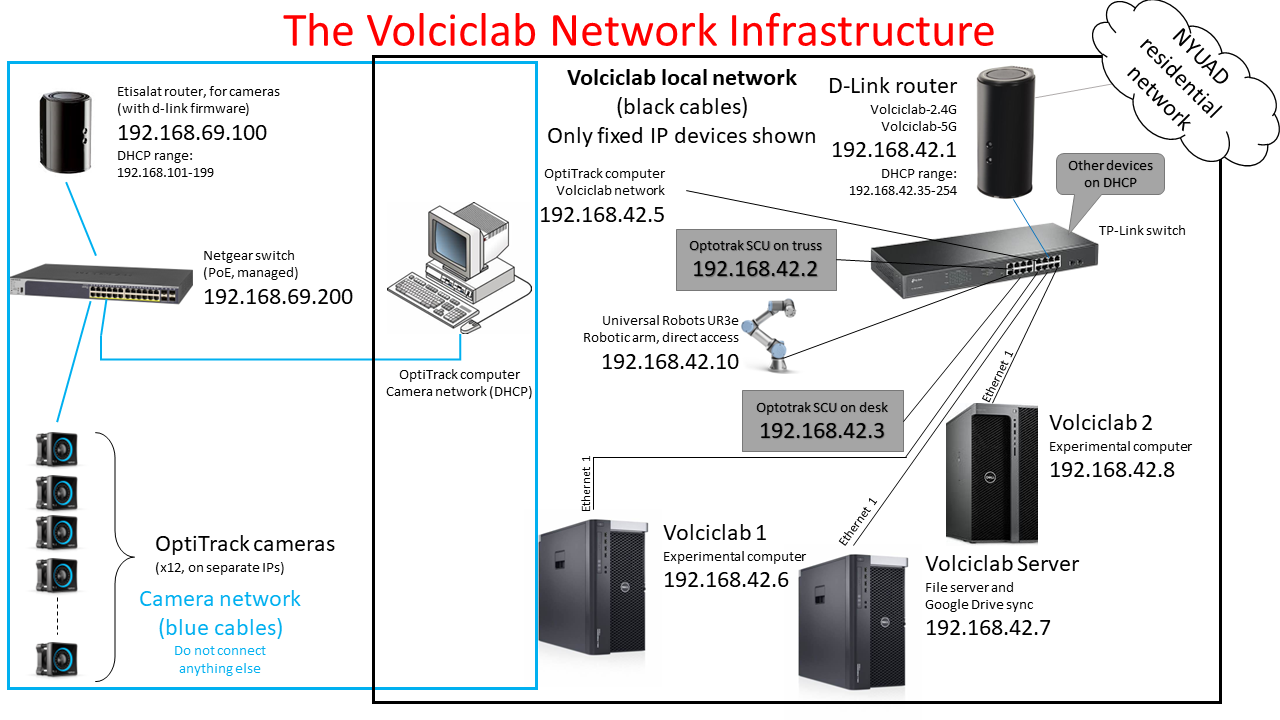 The Volciclab Network Infrastructure
Etisalat router, for cameras
(with d-link firmware)
192.168.69.100
DHCP range:
192.168.101-199
Netgear switch
(PoE, managed)
192.168.69.200
OptiTrack computer
Camera network (DHCP)
OptiTrack cameras
(x12, on separate IPs)
Camera network
(blue cables)
Do not connect
anything else
Volciclab local network
(black cables)
Only fixed IP devices shown
D-Link router
Volciclab-2.4G
Volciclab-5G
192.168.42.1
DHCP range:
192.168.42.35-254
NYUAD
residential
network
Other devices
on DHCP
TP-Link switch
OptiTrack computer
Volciclab network
192.168.42.5
Optotrak SCU on truss
192.168.42.2
Universal Robots UR3e
Robotic arm, direct access
192.168.42.10
Optotrak SCU on desk
192.168.42.3
Ethernet 1
Ethernet 1
Ethernet 1
Volciclab 2
Experimental computer
192.168.42.8
Volciclab 1
Experimental computer
192.168.42.6
Volciclab Server
File server and
Google Drive sync
192.168.42.7
DELL
DELL
DELL